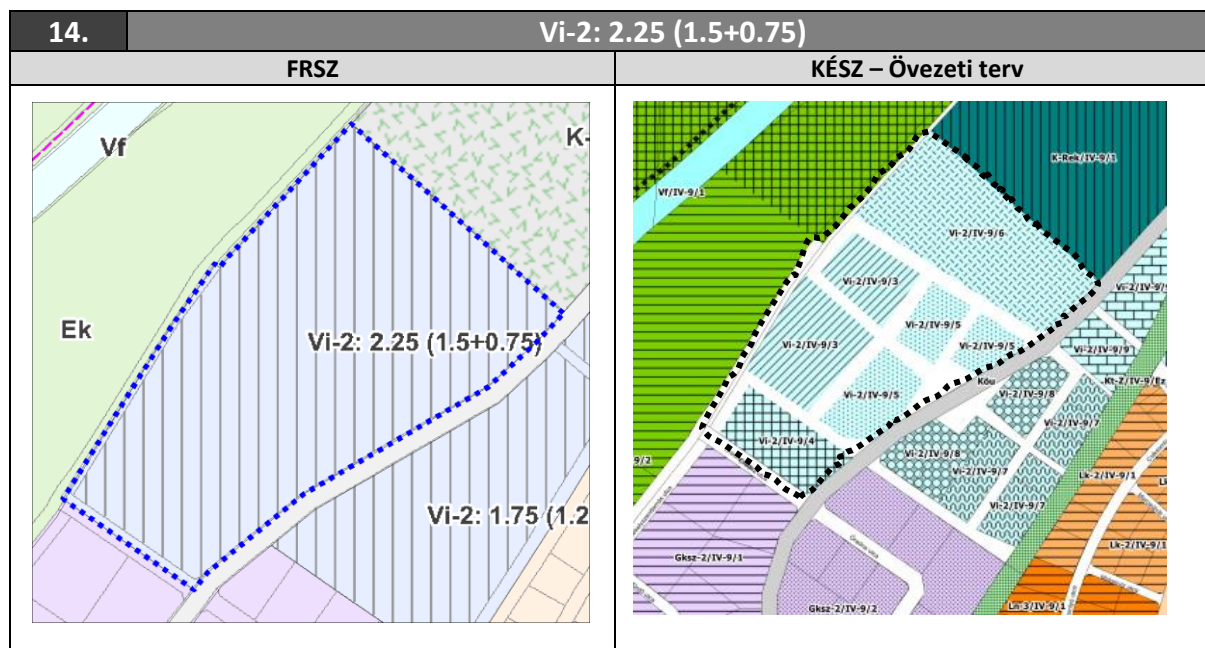 14.
Vi-2: 2.25 (1.5+0.75)
FRSZ
KÉSZ – Övezeti terv
Vf
K-
Ek
Vi-2: 2.25 (1.5+0.75)
Vi-2: 1.75 (1.2
K-Rek/IV-9/1
Vf/IV-9/1
Vi-2/IV-9/6
Vi-2/IV-9/3
Vi-2/IV-9/9
Vi-2/IV-9/5
Vi-2/IV-9/3
Vi-2/IV-9/5
Vi-2/IV-9/9
Köu
Kt-Z/IV-9/Ez
Vi-2/IV-9/5
Vi-2/IV-9/8
Vi-2/IV-9/7
Vi-2/IV-9/4
Vi-2/IV-9/8
9/2
Vi-2/IV-9/7
Lk-2/IV-9/1
Lk
Vi-2/IV-9/7
Lk-2/IV-9/1
Gksz-2/IV-9/1
Gksz-2/IV-9/2
Ln-3/IV-9/1